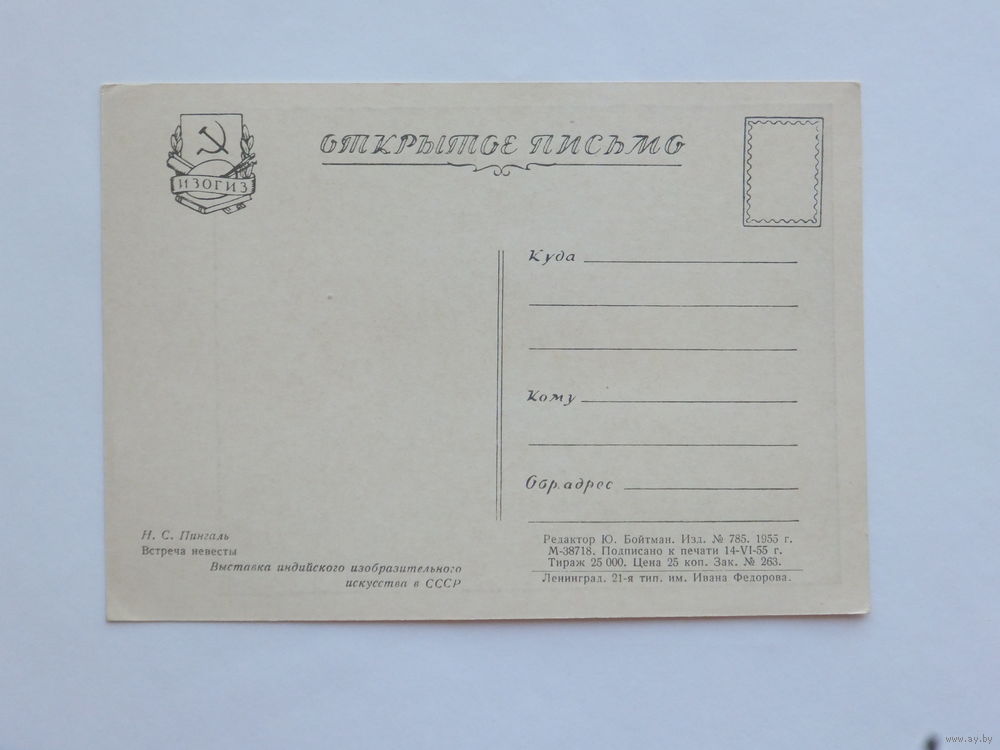 ИЗОГИЗ
ОТКРЫТОЕ ПИСЬМО
Куда
Кому
Обр. адрес
Н. С. Пингаль
Встреча невесты
Выставка индийского изобразительного
искусства в СССР
Редактор Ю. Бойтман. Изд. № 785. 1955 г.
М-38718. Подписано к печати 14-VI-55 г.
Тираж 25 000. Цена 25 коп. Зак. № 263.
Ленинград. 21-я тип. им. Ивана Федорова.
www.ay.by